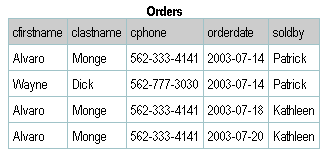 Orders
cfirstname clastname cphone orderdate soldby
Alvaro Monge 562-333-4141 2003-07-14 Patrick
Wayne Dick 562-777-3030 2003-07-14 Patrick
Alvaro Monge 562-333-4141 2003-07-18 Kathleen
Alvaro Monge 562-333-4141 2003-07-20 Kathleen